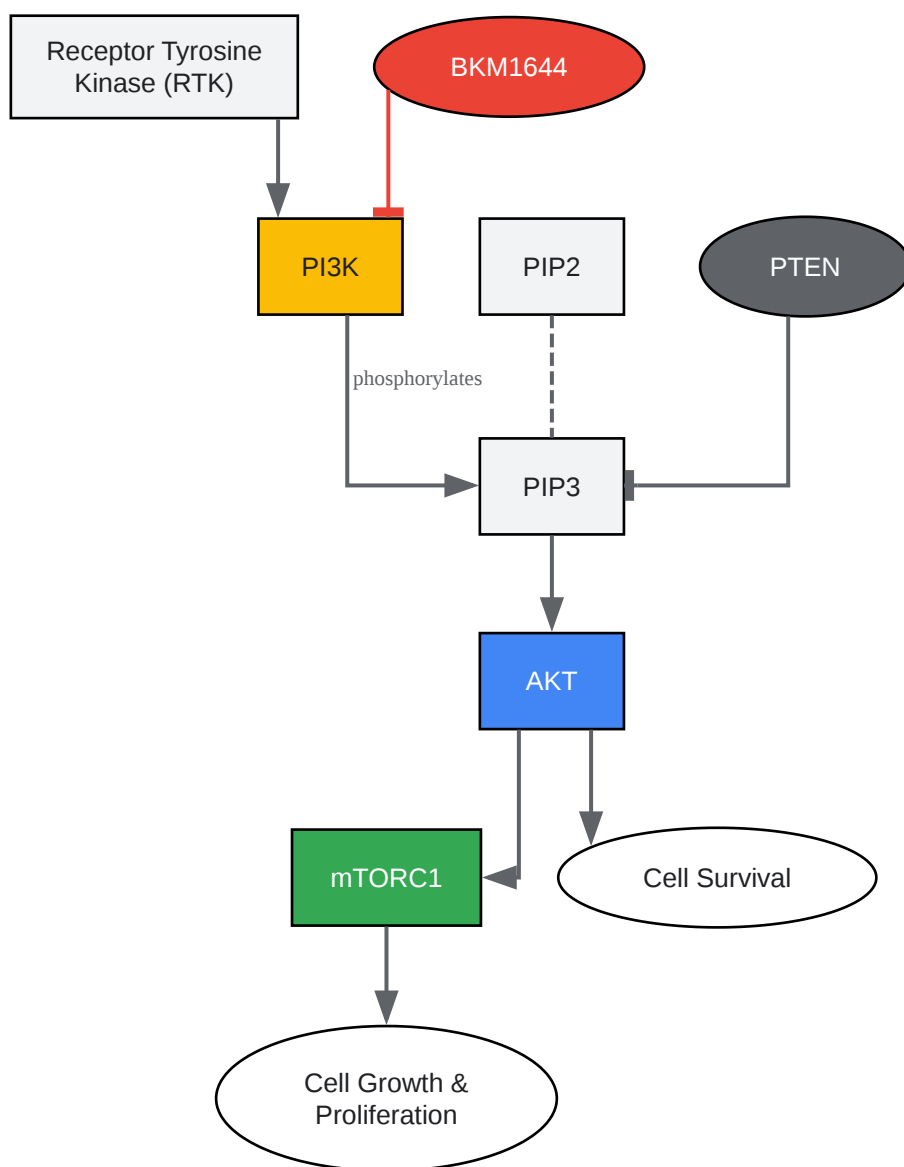 Receptor Tyrosine
Kinase (RTK)
BKM1644
PI3K
PIP2
PTEN
phosphorylates
PIP3
AKT
mTORC1
Cell Survival
Cell Growth &
Proliferation